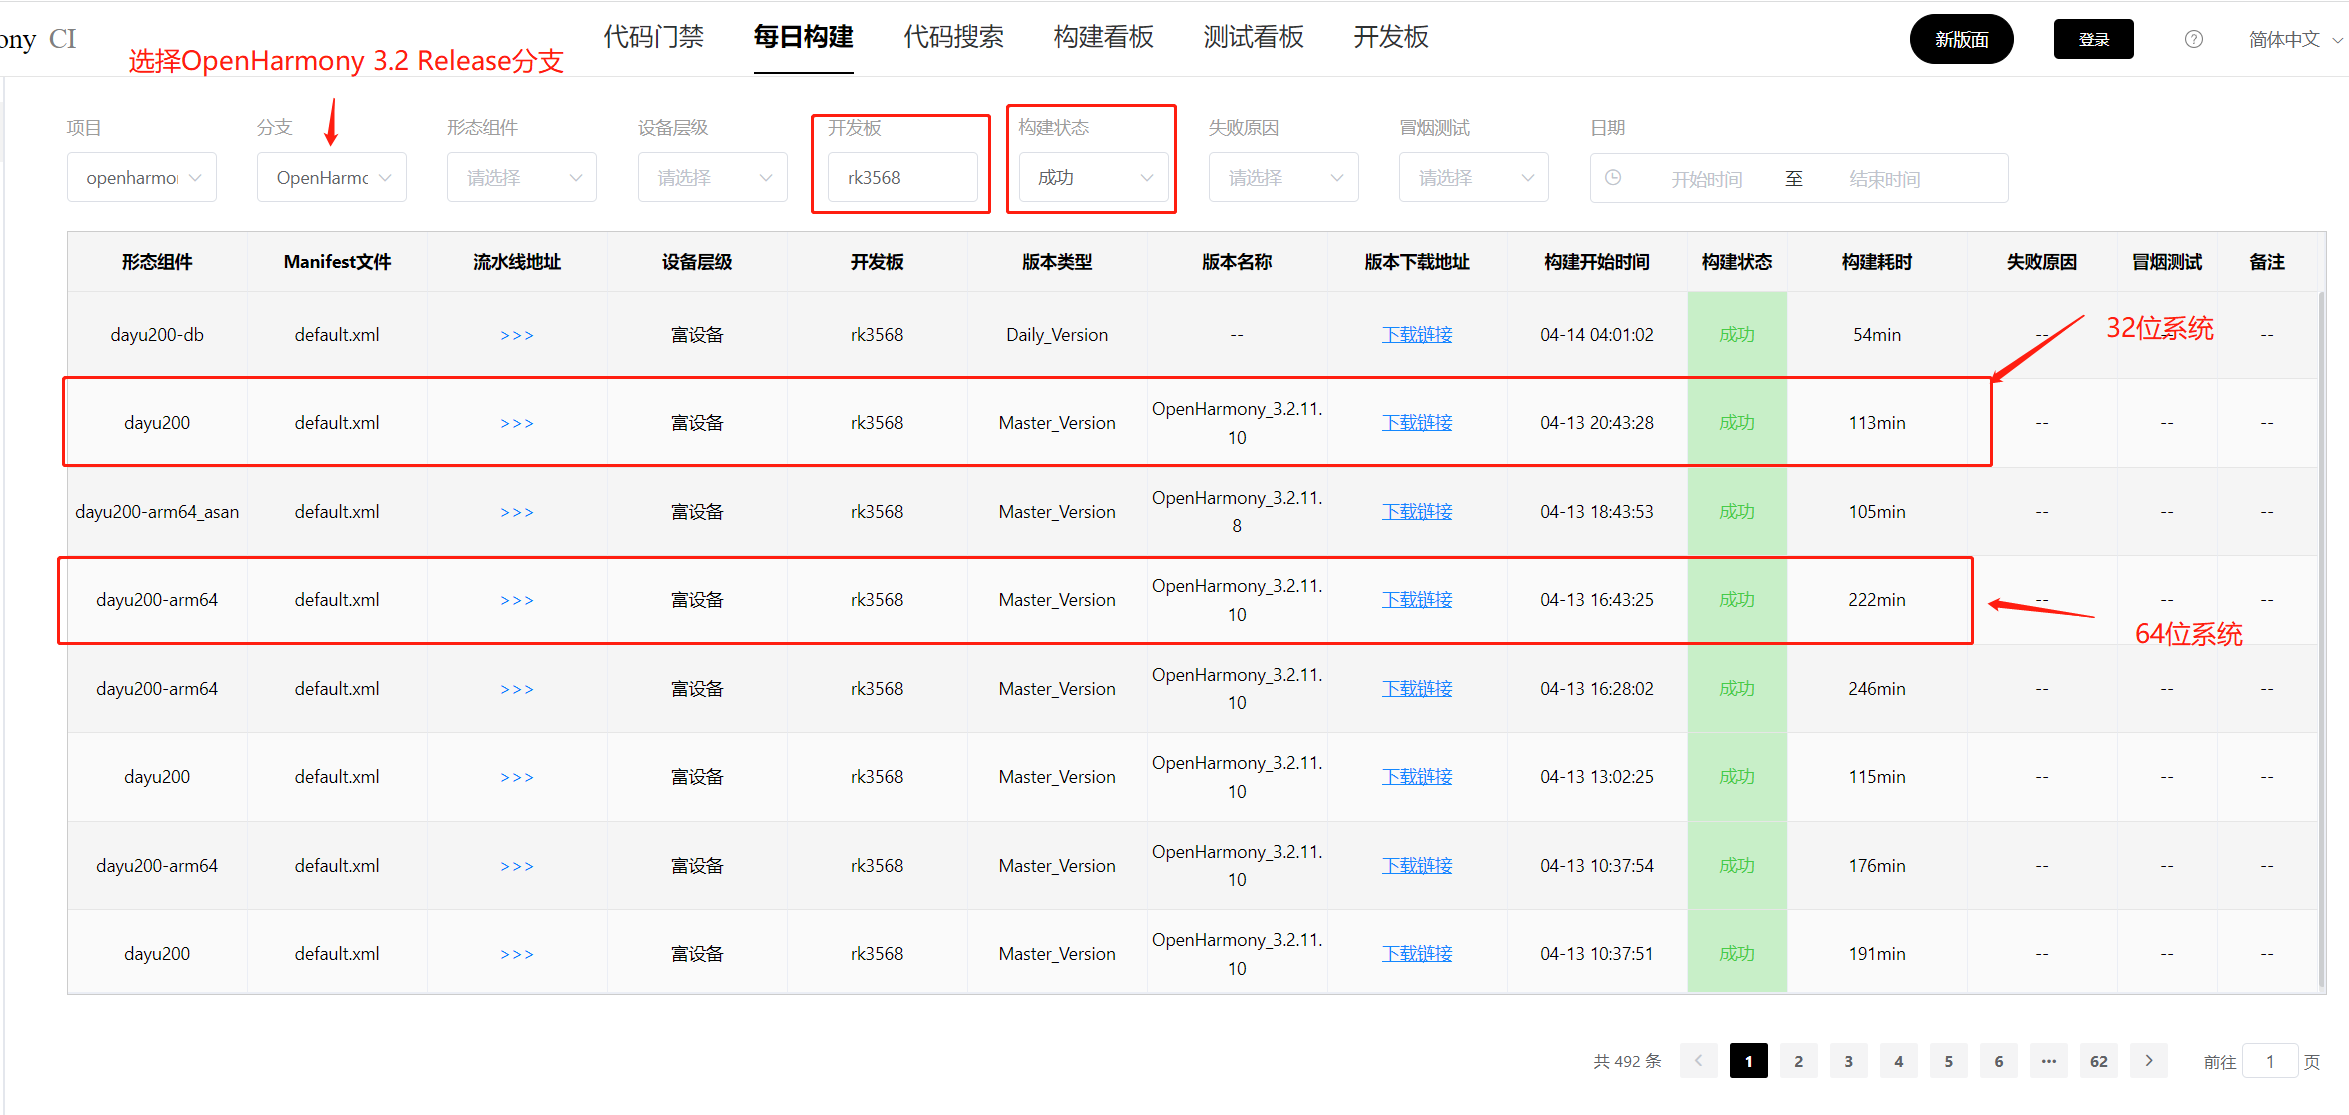 ony CI
代码门禁 每日构建 代码搜索 构建看板 测试看板 开发板
新版面 登录 简体中文
选择OpenHarmony 3.2 Release分支
项目 分支 形态组件 设备层级 开发板 构建状态 失败原因 冒烟测试 日期
openharmo OpenHarmo 请选择 请选择 rk3568 成功 请选择 请选择 开始时间 至 结束时间
形态组件 Manifest文件 流水线地址 设备层级 开发板 版本类型 版本名称 版本下载地址 构建开始时间 构建状态 构建耗时 失败原因 冒烟测试 备注
dayu200-db default.xml >>> 富设备 rk3568 Daily_Version -- 下载链接 04-14 04:01:02 成功 54min -- -- --
32位系统
dayu200 default.xml >>> 富设备 rk3568 Master_Version OpenHarmony_3.2.11.10 下载链接 04-13 20:43:28 成功 113min -- -- --
dayu200-arm64_asan default.xml >>> 富设备 rk3568 Master_Version OpenHarmony_3.2.11.8 下载链接 04-13 18:43:53 成功 105min -- -- --
dayu200-arm64 default.xml >>> 富设备 rk3568 Master_Version OpenHarmony_3.2.11.10 下载链接 04-13 16:43:25 成功 222min -- -- --
64位系统
dayu200-arm64 default.xml >>> 富设备 rk3568 Master_Version OpenHarmony_3.2.11.10 下载链接 04-13 16:28:02 成功 246min -- -- --
dayu200 default.xml >>> 富设备 rk3568 Master_Version OpenHarmony_3.2.11.10 下载链接 04-13 13:02:25 成功 115min -- -- --
dayu200-arm64 default.xml >>> 富设备 rk3568 Master_Version OpenHarmony_3.2.11.10 下载链接 04-13 10:37:54 成功 176min -- -- --
dayu200 default.xml >>> 富设备 rk3568 Master_Version OpenHarmony_3.2.11.10 下载链接 04-13 10:37:51 成功 191min -- -- --
共 492 条 < 1 2 3 4 5 6 ··· 62 > 前往 1 页